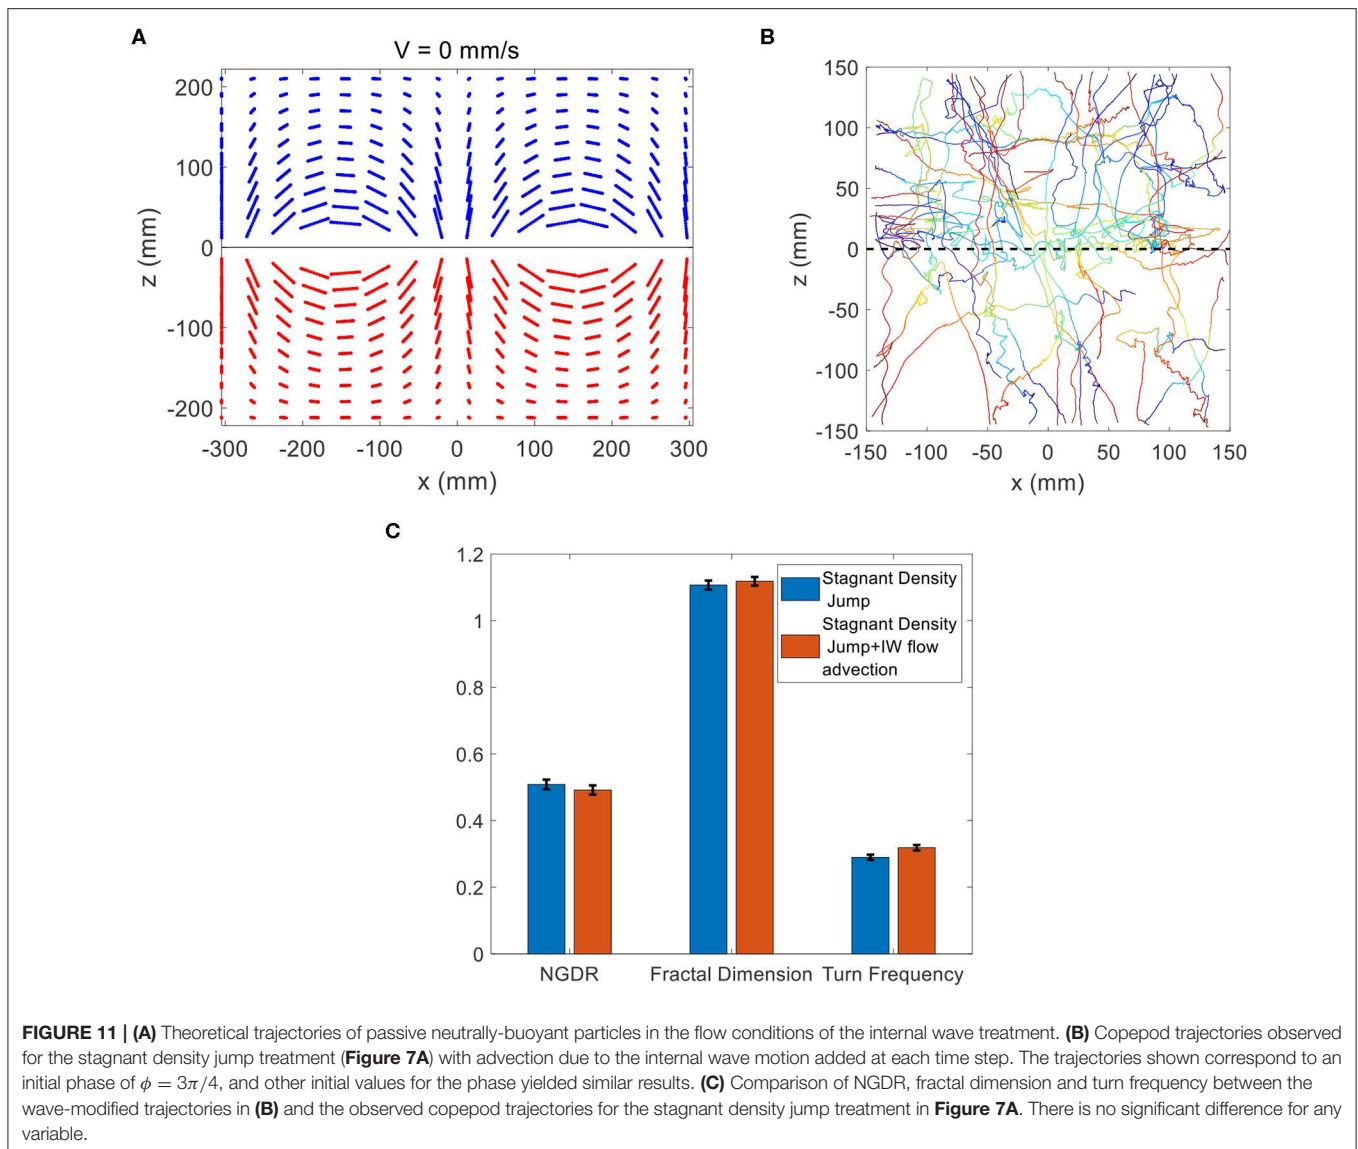 A
V = 0 mm/s
200
100
0
-100
-200
z (mm)
-300 -200 -100 0 100 200 300
x (mm)
B
150
100
50
0
-50
-100
-150
z (mm)
-150 -100 -50 0 50 100 150
x (mm)
C
1.2
1
0.8
0.6
0.4
0.2
0
Stagnant Density
Jump
Stagnant Density
Jump+IW flow
advection
NGDR Fractal Dimension Turn Frequency
FIGURE 11 | (A) Theoretical trajectories of passive neutrally-buoyant particles in the flow conditions of the internal wave treatment. (B) Copepod trajectories observed
for the stagnant density jump treatment (Figure 7A) with advection due to the internal wave motion added at each time step. The trajectories shown correspond to an
initial phase of ϕ = 3π/4, and other initial values for the phase yielded similar results. (C) Comparison of NGDR, fractal dimension and turn frequency between the
wave-modified trajectories in (B) and the observed copepod trajectories for the stagnant density jump treatment in Figure 7A. There is no significant difference for any
variable.